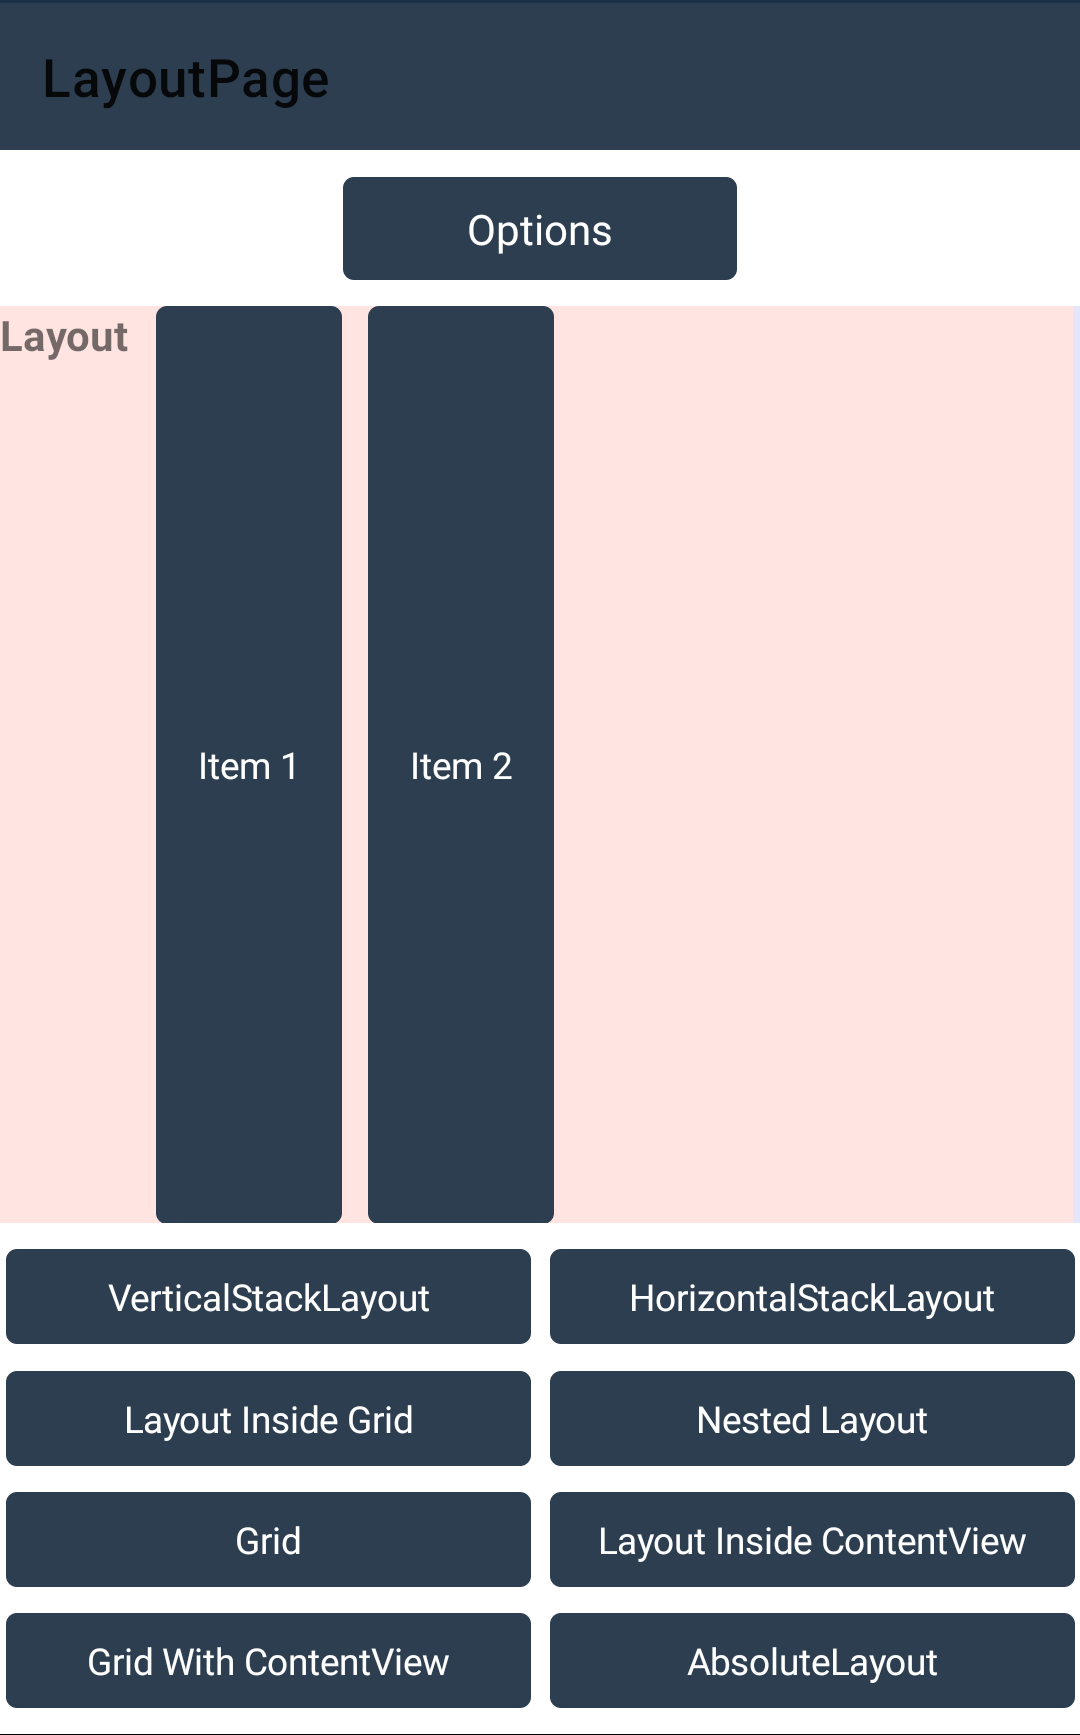 LayoutPage
Options
Layout
Item 1
Item 2
VerticalStackLayout
HorizontalStackLayout
Layout Inside Grid
Nested Layout
Grid
Layout Inside ContentView
Grid With ContentView
AbsoluteLayout